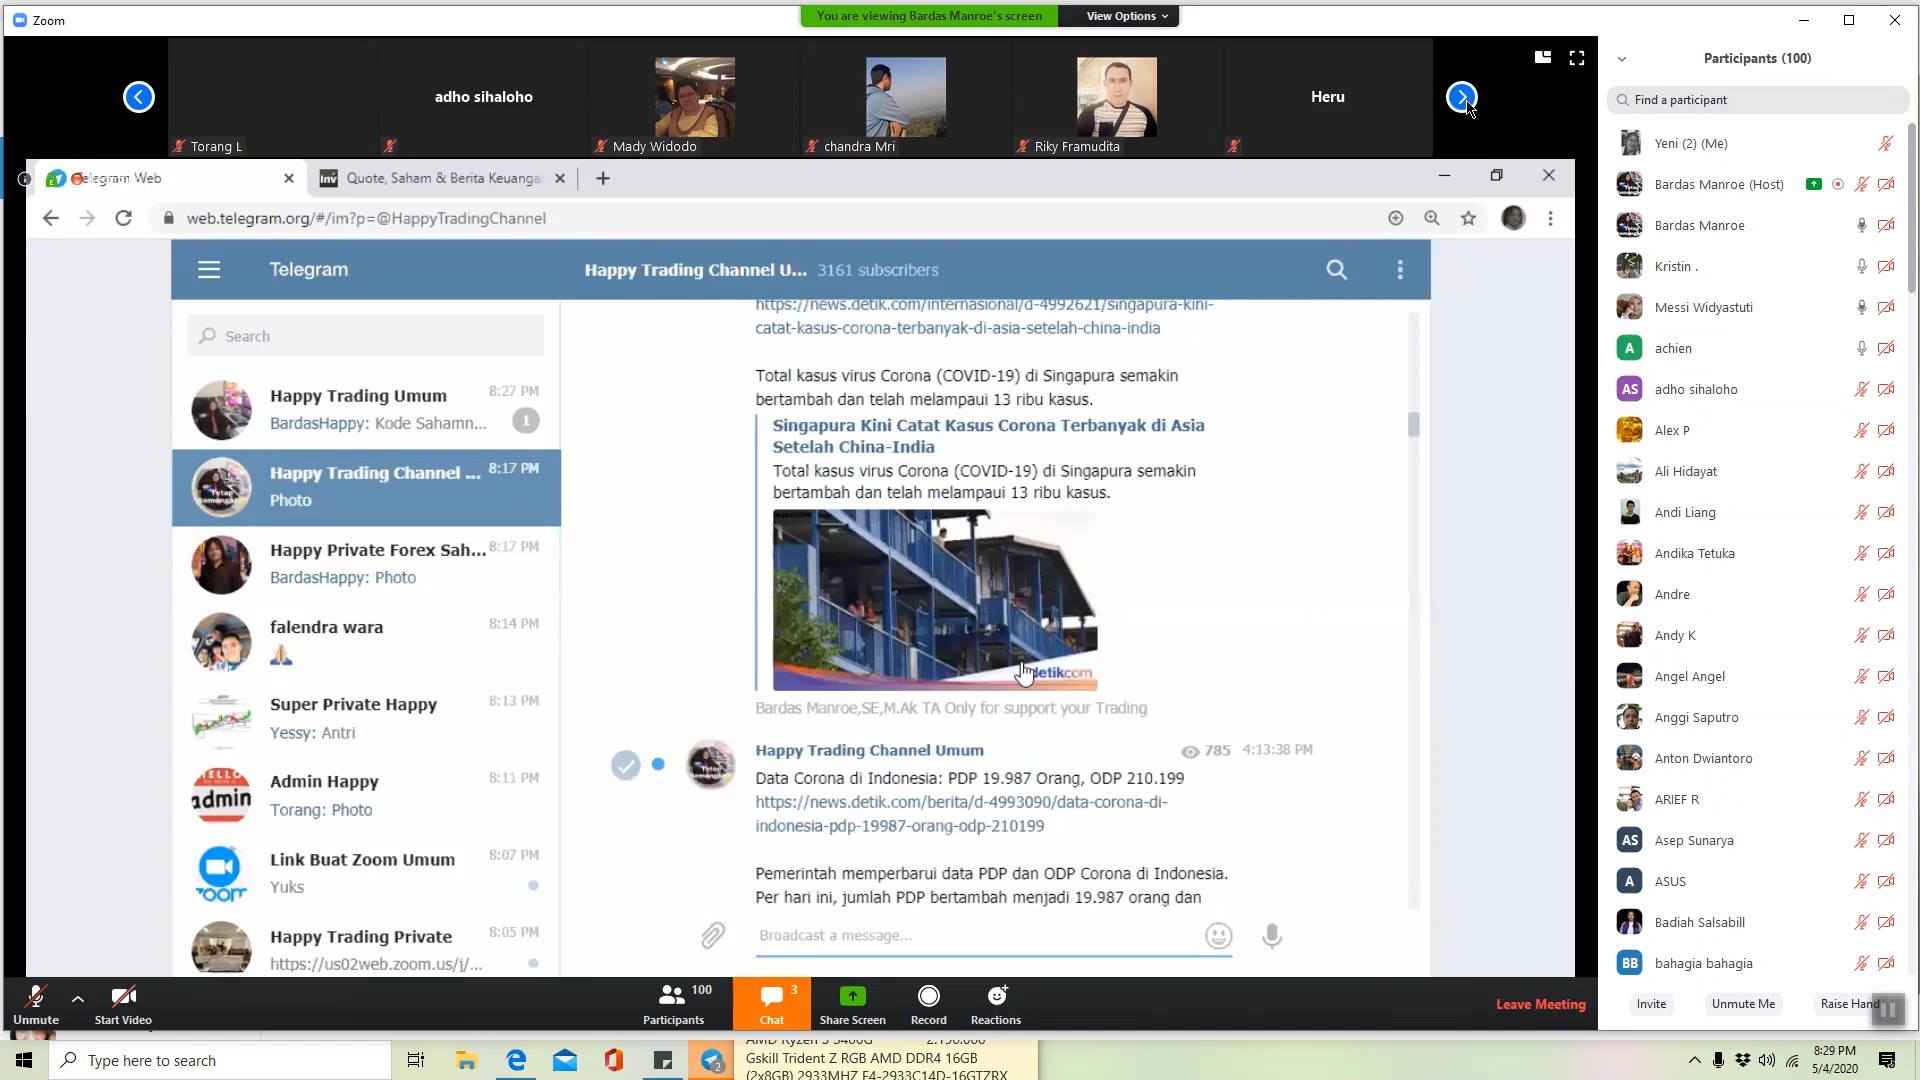 Zoom
You are viewing Bardas Manroe's screen
View Options
Torang L
adho sihaloho
Mady Widodo
chandra Mri
Riky Framudita
Heru
Telegram Web
Quote, Saham & Berita Keuanga
web.telegram.org/#/im?p=@HappyTradingChannel
Telegram
Happy Trading Channel U... 3161 subscribers
Search
Happy Trading Umum 8:27 PM
BardasHappy: Kode Sahamn... 1
Happy Trading Channel ... 8:17 PM
Photo
Happy Private Forex Sah... 8:17 PM
BardasHappy: Photo
falendra wara 8:14 PM
Super Private Happy 8:13 PM
Yessy: Antri
Admin Happy 8:11 PM
Torang: Photo
Link Buat Zoom Umum 8:07 PM
Yuks
Happy Trading Private 8:05 PM
https://us02web.zoom.us/j/...
https://news.detik.com/internasional/d-4992621/singapura-kini-
catat-kasus-corona-terbanyak-di-asia-setelah-china-india
Total kasus virus Corona (COVID-19) di Singapura semakin
bertambah dan telah melampaui 13 ribu kasus.
Singapura Kini Catat Kasus Corona Terbanyak di Asia
Setelah China-India
Total kasus virus Corona (COVID-19) di Singapura semakin
bertambah dan telah melampaui 13 ribu kasus.
detikcom
Bardas Manroe,SE,M.Ak TA Only for support your Trading
Happy Trading Channel Umum 785 4:13:38 PM
Data Corona di Indonesia: PDP 19.987 Orang, ODP 210.199
https://news.detik.com/berita/d-4993090/data-corona-di-
indonesia-pdp-19987-orang-odp-210199
Pemerintah memperbarui data PDP dan ODP Corona di Indonesia.
Per hari ini, jumlah PDP bertambah menjadi 19.987 orang dan
Broadcast a message...
Participants (100)
Find a participant
Yeni (2) (Me)
Bardas Manroe (Host)
Bardas Manroe
Kristin .
Messi Widyastuti
A achien
AS adho sihaloho
Alex P
Ali Hidayat
Andi Liang
Andika Tetuka
Andre
Andy K
Angel Angel
Anggi Saputro
Anton Dwiantoro
ARIEF R
AS Asep Sunarya
A ASUS
Badiah Salsabill
BB bahagia bahagia
Invite
Unmute Me
Raise Hand
Unmute
Start Video
100
Participants
3
Chat
Share Screen
Record
Reactions
Leave Meeting
Type here to search
2
AMD Ryzen 5 3400G
Gskill Trident Z RGB AMD DDR4 16GB
(2x8GB) 2933MHZ F4-2933C14D-16GTZRX
8:29 PM
5/4/2020